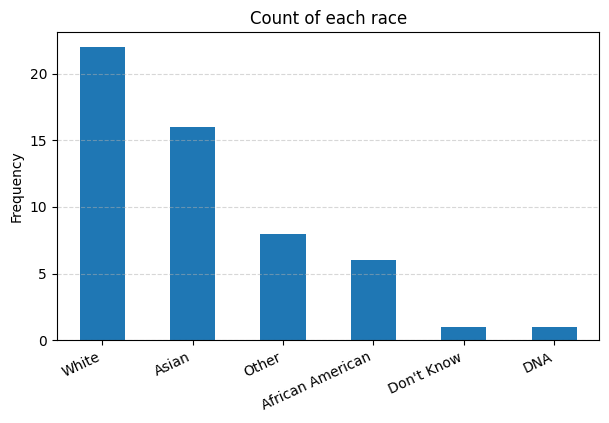 Count of each race
Frequency
20
15
10
5
0
White
Asian
Other
African American
Don't Know
DNA